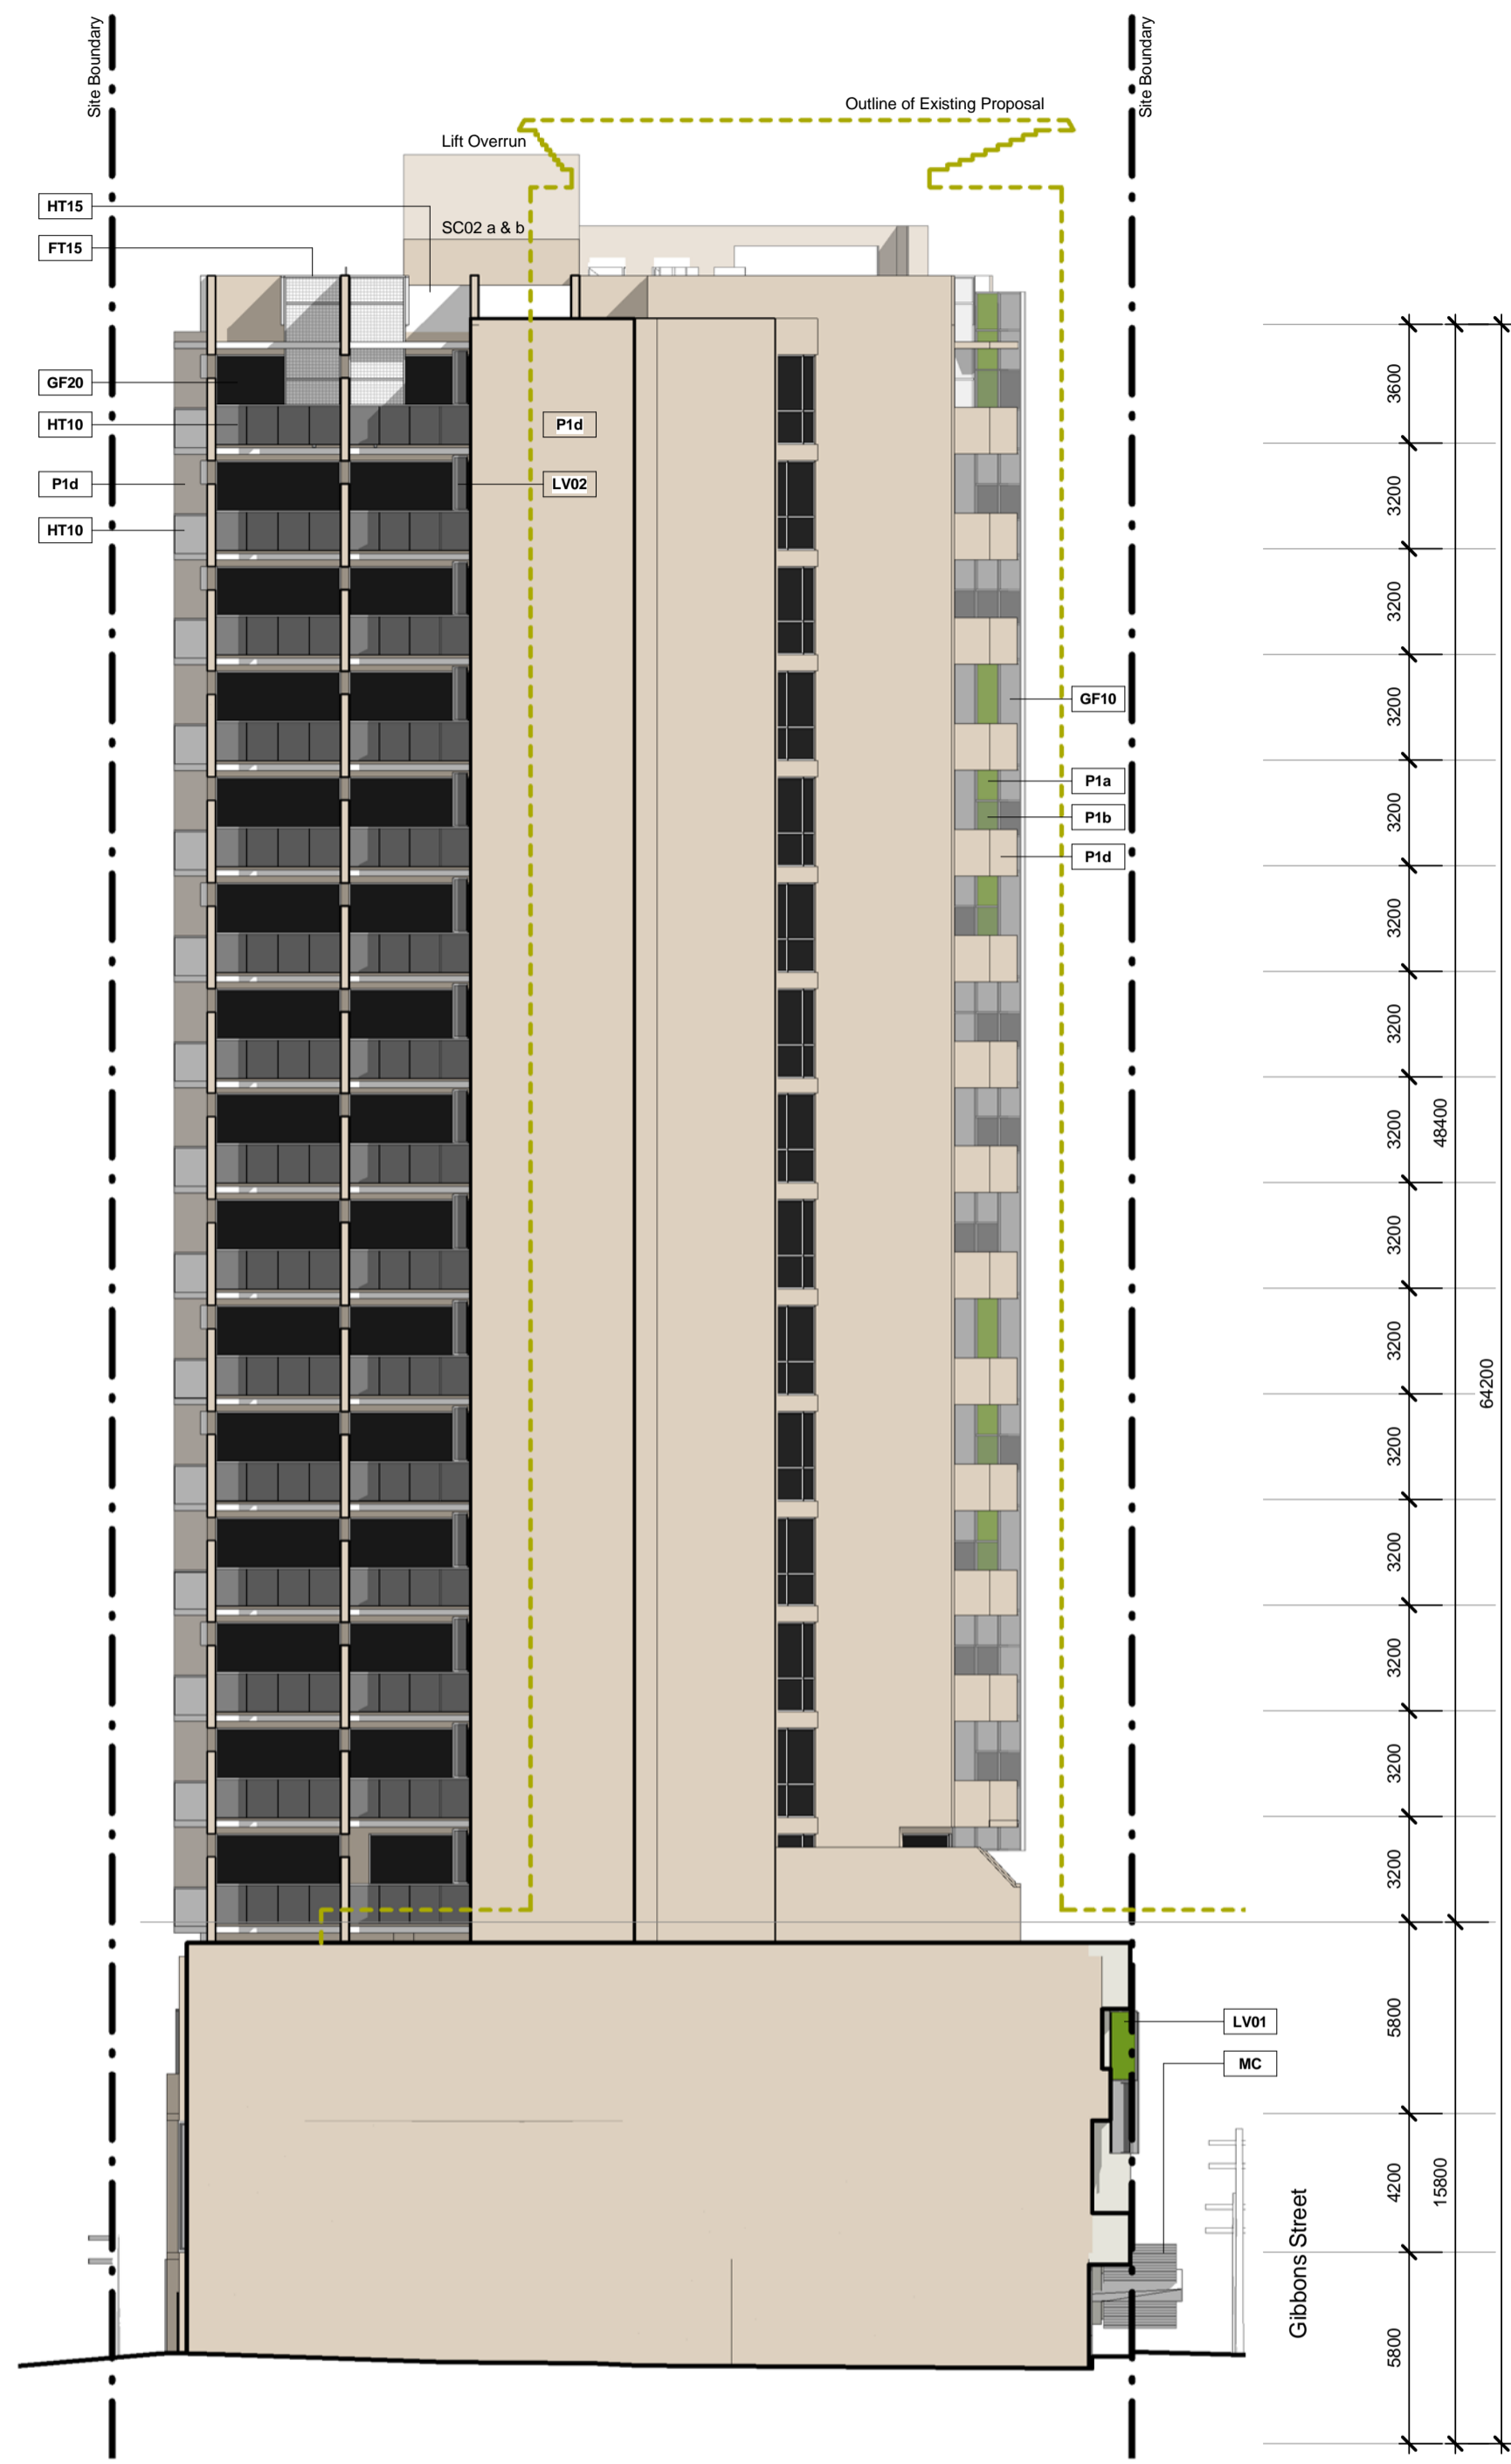 Site Boundary
Site Boundary
Outline of Existing Proposal
Lift Overrun
HT15
SC02 a & b
FT15
GF20
HT10
P1d
P1d
LV02
HT10
GF10
P1a
P1b
P1d
LV01
MC
Gibbons Street
3600
3200
3200
3200
3200
3200
3200
3200
3200
3200
3200
3200
3200
3200
3200
5800
4200
5800
48400
15800
64200